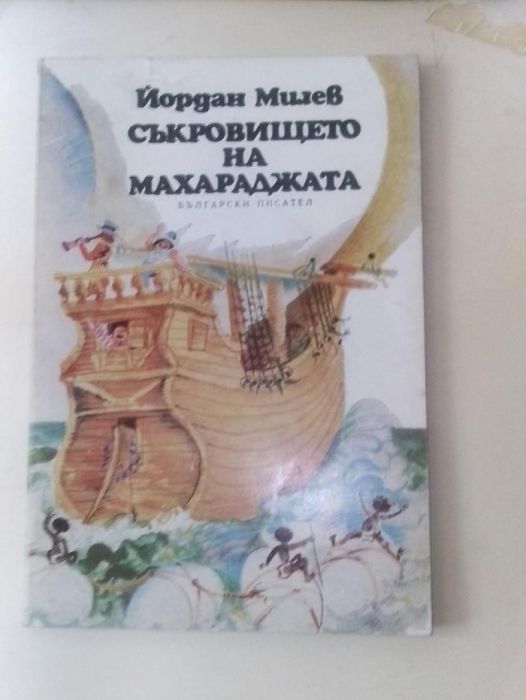 Йордан Милев
СЪКРОВИЩЕТО
НА
МАХАРАДЖАТА
БЪЛГАРСКИ ПИСАТЕЛ